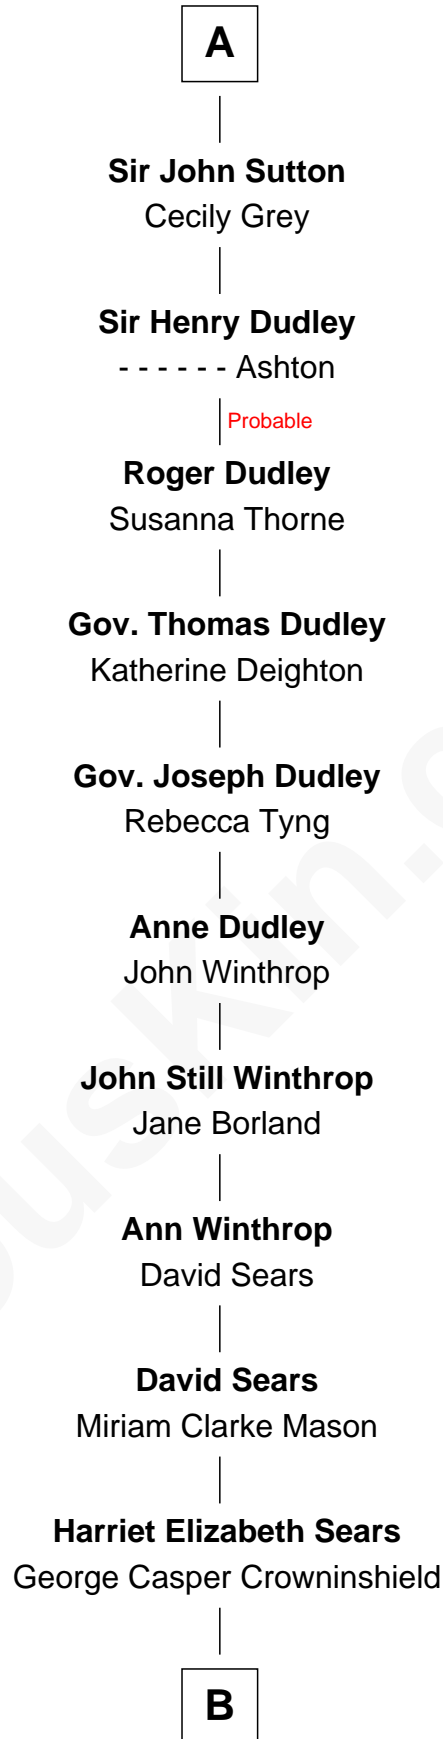 A
Sir John Sutton
Cecily Grey
Sir Henry Dudley
- - - - - - Ashton
Probable
Roger Dudley
Susanna Thorne
Gov. Thomas Dudley
Katherine Deighton
Gov. Joseph Dudley
Rebecca Tyng
Anne Dudley
John Winthrop
John Still Winthrop
Jane Borland
Ann Winthrop
David Sears
David Sears
Miriam Clarke Mason
Harriet Elizabeth Sears
George Casper Crowninshield
B